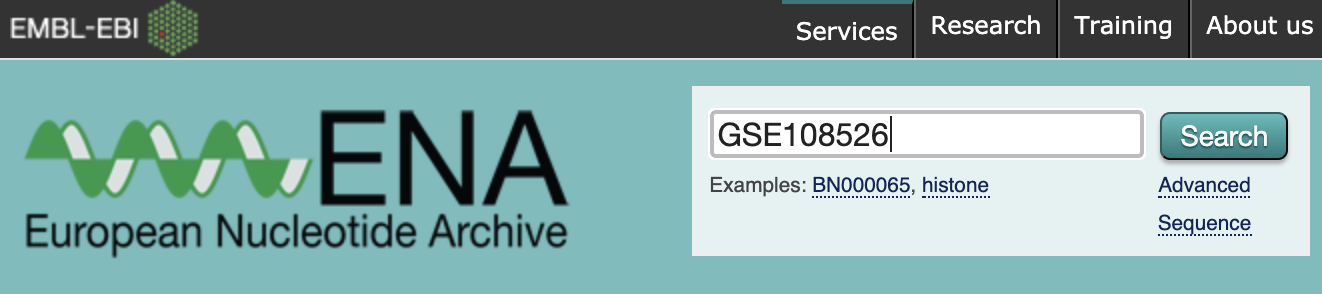 EMBL-EBI
Services Research Training About us
ENA
European Nucleotide Archive
GSE108526
Search
Examples: BN000065, histone
Advanced
Sequence